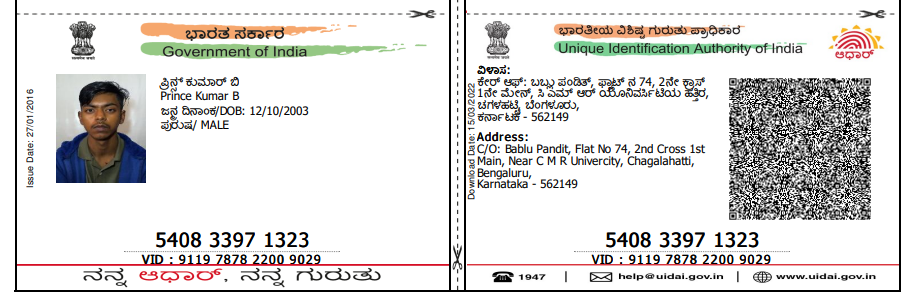 ಭಾರತ ಸರ್ಕಾರ
Government of India
Issue Date: 27/01/2016
ಪ್ರಿನ್ಸ್ ಕುಮಾರ್ ಬಿ
Prince Kumar B
ಜನ್ಮ ದಿನಾಂಕ/DOB: 12/10/2003
ಪುರುಷ/ MALE
5408 3397 1323
VID : 9119 7878 2200 9029
ನನ್ನ ಆಧಾರ್, ನನ್ನ ಗುರುತು
ಭಾರತೀಯ ವಿಶಿಷ್ಟ ಗುರುತು ಪ್ರಾಧಿಕಾರ
Unique Identification Authority of India
ಆಧಾರ್
Download Date: 15/03/2022
ವಿಳಾಸ:
ಕೇರ್ ಆಫ್: ಬಬ್ಲು ಪಂಡಿತ್, ಫ್ಲಾಟ್ ನ 74, 2ನೇ ಕ್ರಾಸ್
1ನೇ ಮೇನ್, ಸಿ ಎಮ್ ಆರ್ ಯೂನಿವರ್ಸಿಟಿಯ ಹತ್ತಿರ,
ಚಗಳಹಟ್ಟಿ, ಬೆಂಗಳೂರು,
ಕರ್ನಾಟಕ - 562149
Address:
C/O: Bablu Pandit, Flat No 74, 2nd Cross 1st
Main, Near C M R Univercity, Chagalahatti,
Bengaluru,
Karnataka - 562149
5408 3397 1323
VID : 9119 7878 2200 9029
1947 | help@uidai.gov.in | www.uidai.gov.in